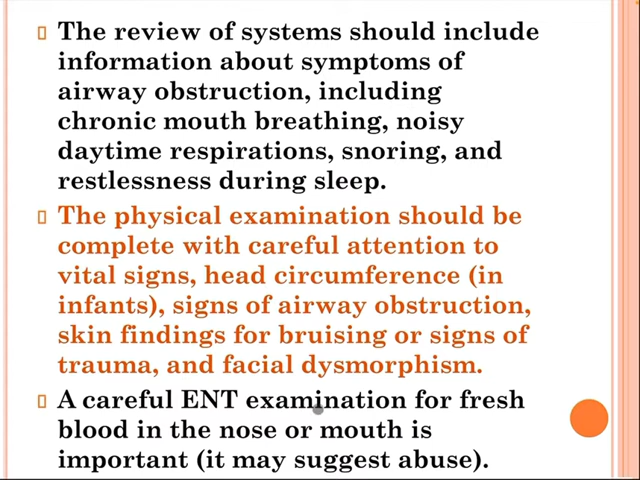 The review of systems should include
information about symptoms of
airway obstruction, including
chronic mouth breathing, noisy
daytime respirations, snoring, and
restlessness during sleep.
The physical examination should be
complete with careful attention to
vital signs, head circumference (in
infants), signs of airway obstruction,
skin findings for bruising or signs of
trauma, and facial dysmorphism.
A careful ENT examination for fresh
blood in the nose or mouth is
important (it may suggest abuse).